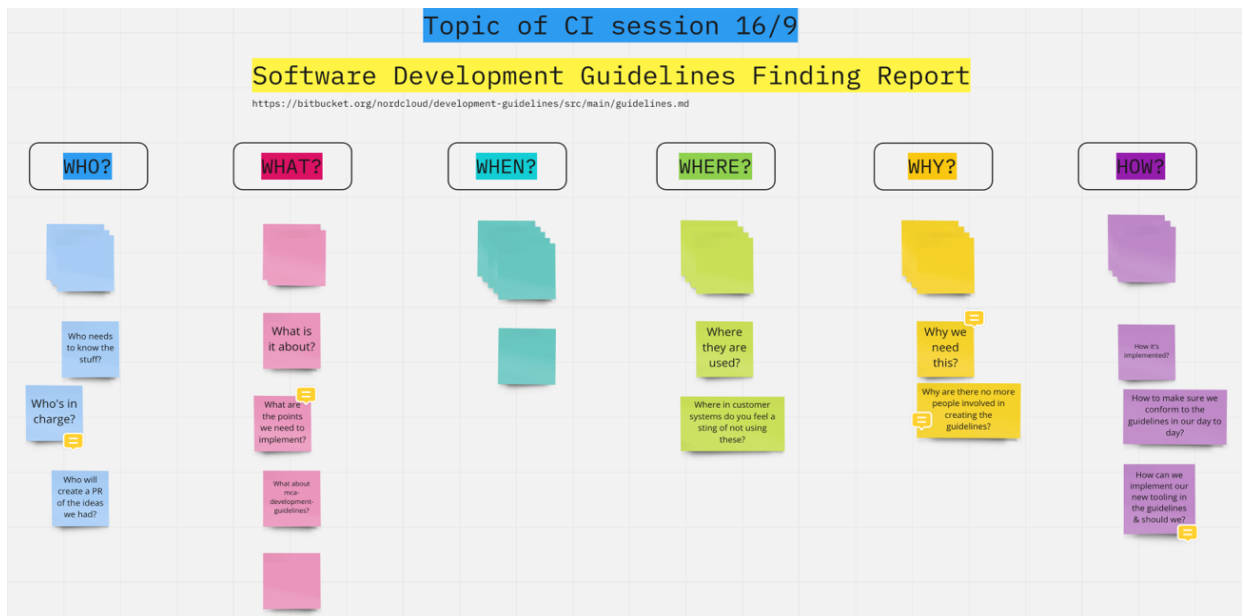 Topic of CI session 16/9
Software Development Guidelines Finding Report
https://bitbucket.org/nordcloud/development-guidelines/src/main/guidelines.md
WHO?
WHAT?
WHEN?
WHERE?
WHY?
HOW?
Who needs
to know the
stuff?
Who's in
charge?
Who will
create a PR
of the ideas
we had?
What is
it about?
What are
the points
we need to
implement?
What about
mca-
development-
guidelines?
Where
they are
used?
Where in customer
systems do you feel a
sting of not using
these?
Why we
need
this?
Why are there no more
people involved in
creating the
guidelines?
How it's
implemented?
How to make sure we
conform to the
guidelines in our day to
day?
How can we
implement our
new tooling in
the guidelines
& should we?